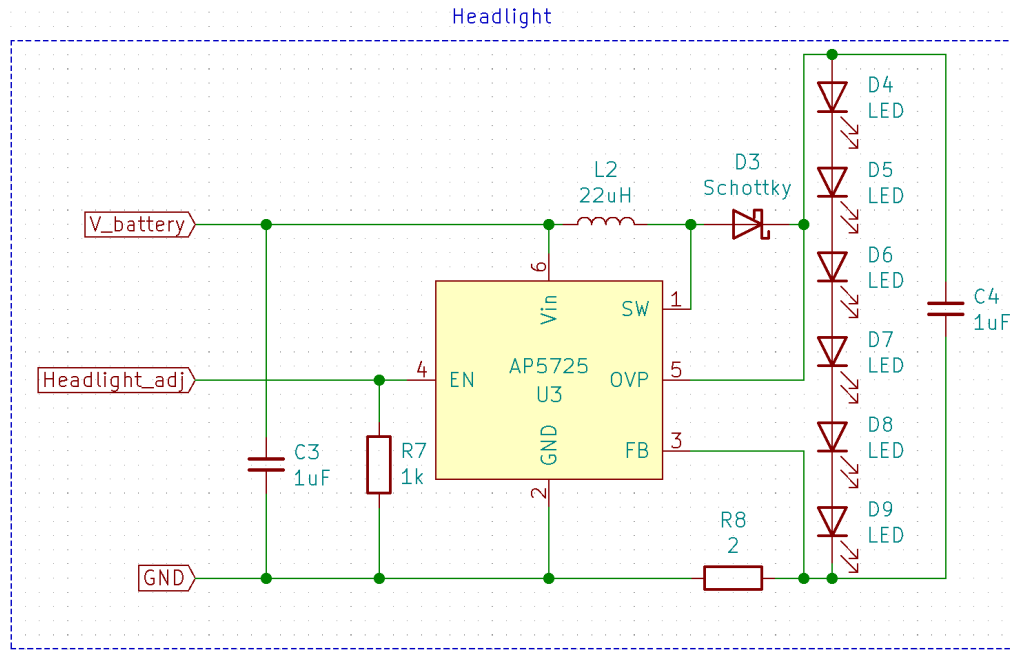 Headlight
D4
LED
D5
LED
D3
Schottky
L2
22uH
V_battery
6
Vin
SW
1
D6
LED
C4
1uF
D7
LED
Headlight_adj
4
EN
AP5725
U3
OVP
5
R7
1k
C3
1uF
GND
2
FB
3
D8
LED
R8
2
D9
LED
GND